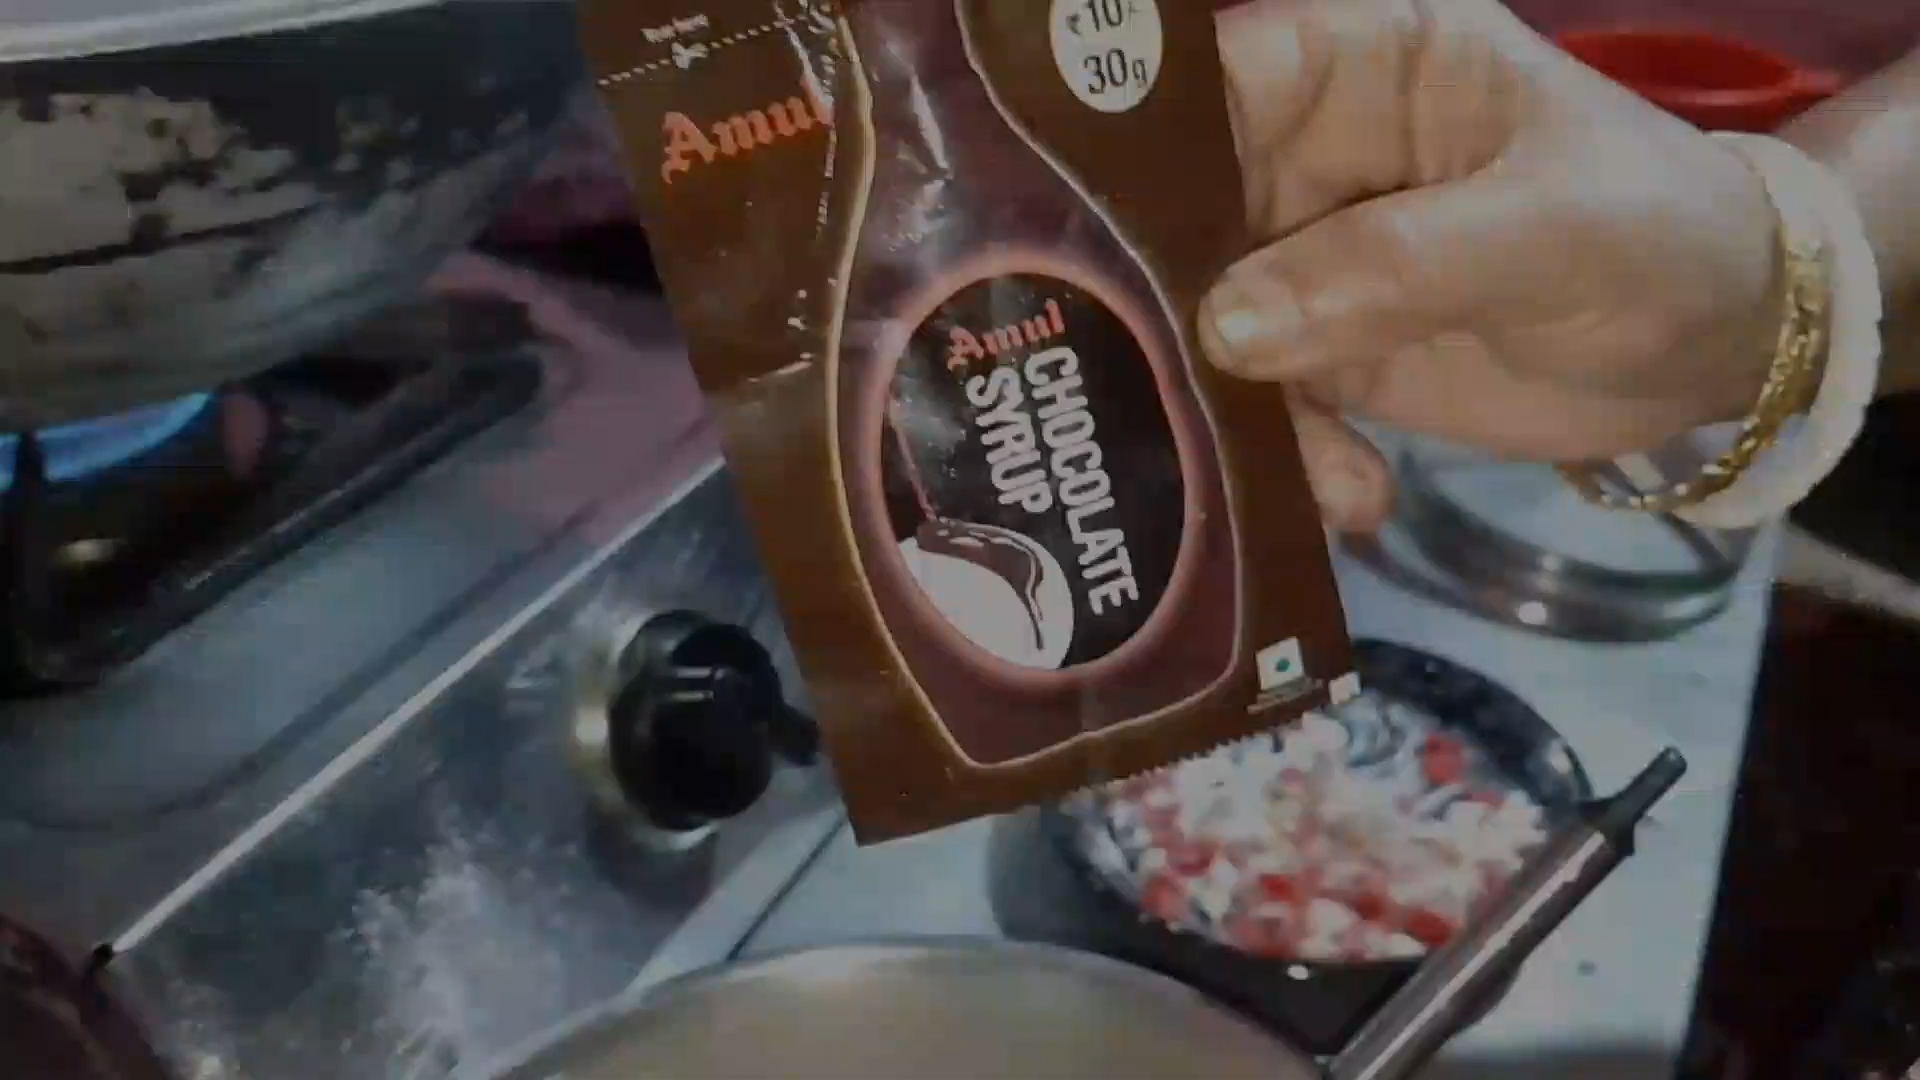 ₹10/-
30g
Amul
Amul
CHOCOLATE
SYRUP